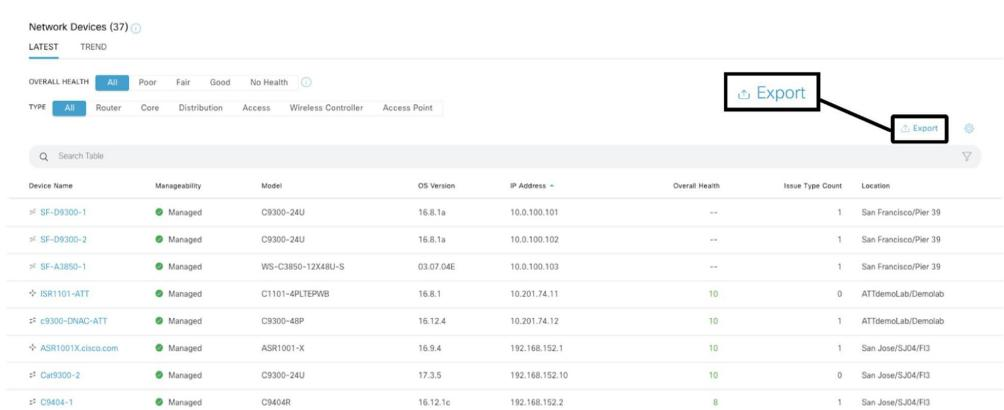 Network Devices (37)
LATEST TREND
OVERALL HEALTH All Poor Fair Good No Health
TYPE All Router Core Distribution Access Wireless Controller Access Point
Export
Export
Search Table
Device Name Manageability Model OS Version IP Address Overall Health Issue Type Count Location
SF-D9300-1 Managed C9300-24U 16.8.1a 10.0.100.101 -- 1 San Francisco/Pier 39
SF-D9300-2 Managed C9300-24U 16.8.1a 10.0.100.102 -- 1 San Francisco/Pier 39
SF-A3850-1 Managed WS-C3850-12X48U-S 03.07.04E 10.0.100.103 -- 1 San Francisco/Pier 39
ISR1101-ATT Managed C1101-4PLTEPWB 16.8.1 10.201.74.11 10 0 ATTdemoLab/Demolab
c9300-DNAC-ATT Managed C9300-48P 16.12.4 10.201.74.12 10 1 ATTdemoLab/Demolab
ASR1001X.cisco.com Managed ASR1001-X 16.9.4 192.168.152.1 10 1 San Jose/SJ04/Fl3
Cat9300-2 Managed C9300-24U 17.3.5 192.168.152.10 10 0 San Jose/SJ04/Fl3
C9404-1 Managed C9404R 16.12.1c 192.168.152.2 8 1 San Jose/SJ04/Fl3